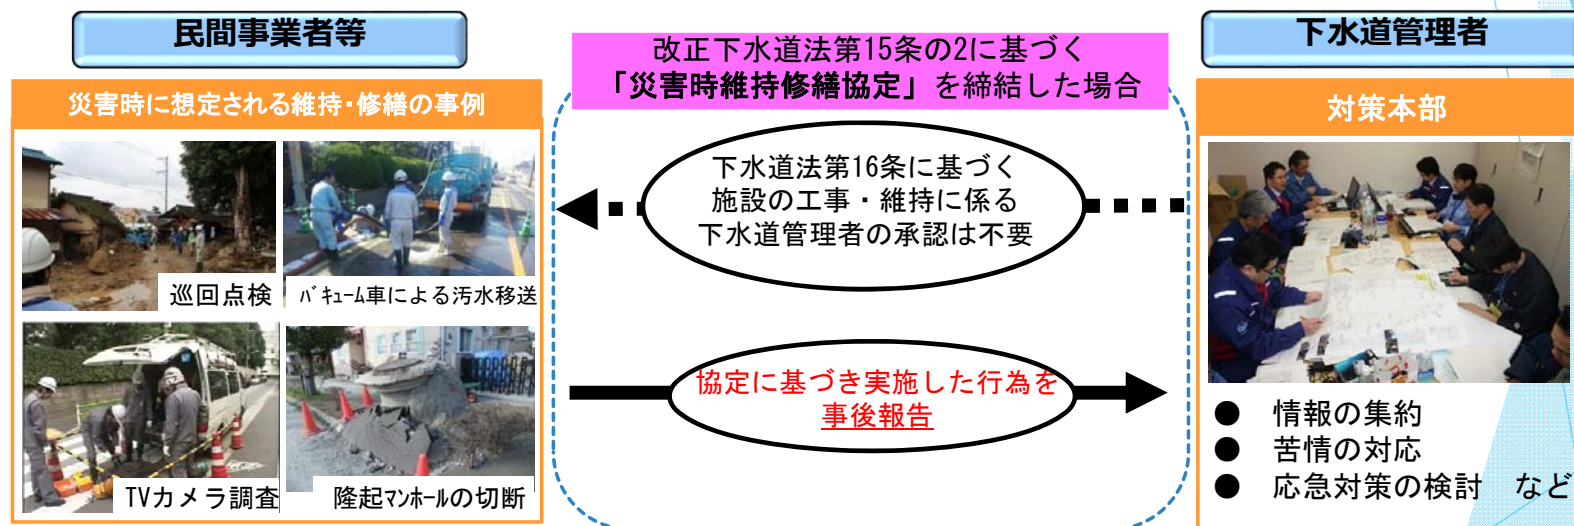 民間事業者等
災害時に想定される維持・修繕の事例
巡回点検
ﾊﾞｷｭｰﾑ車による汚水移送
TVカメラ調査
隆起ﾏﾝﾎｰﾙの切断
改正下水道法第15条の2に基づく
「災害時維持修繕協定」を締結した場合
下水道法第16条に基づく
施設の工事・維持に係る
下水道管理者の承認は不要
協定に基づき実施した行為を
事後報告
下水道管理者
対策本部
● 情報の集約
● 苦情の対応
● 応急対策の検討　など